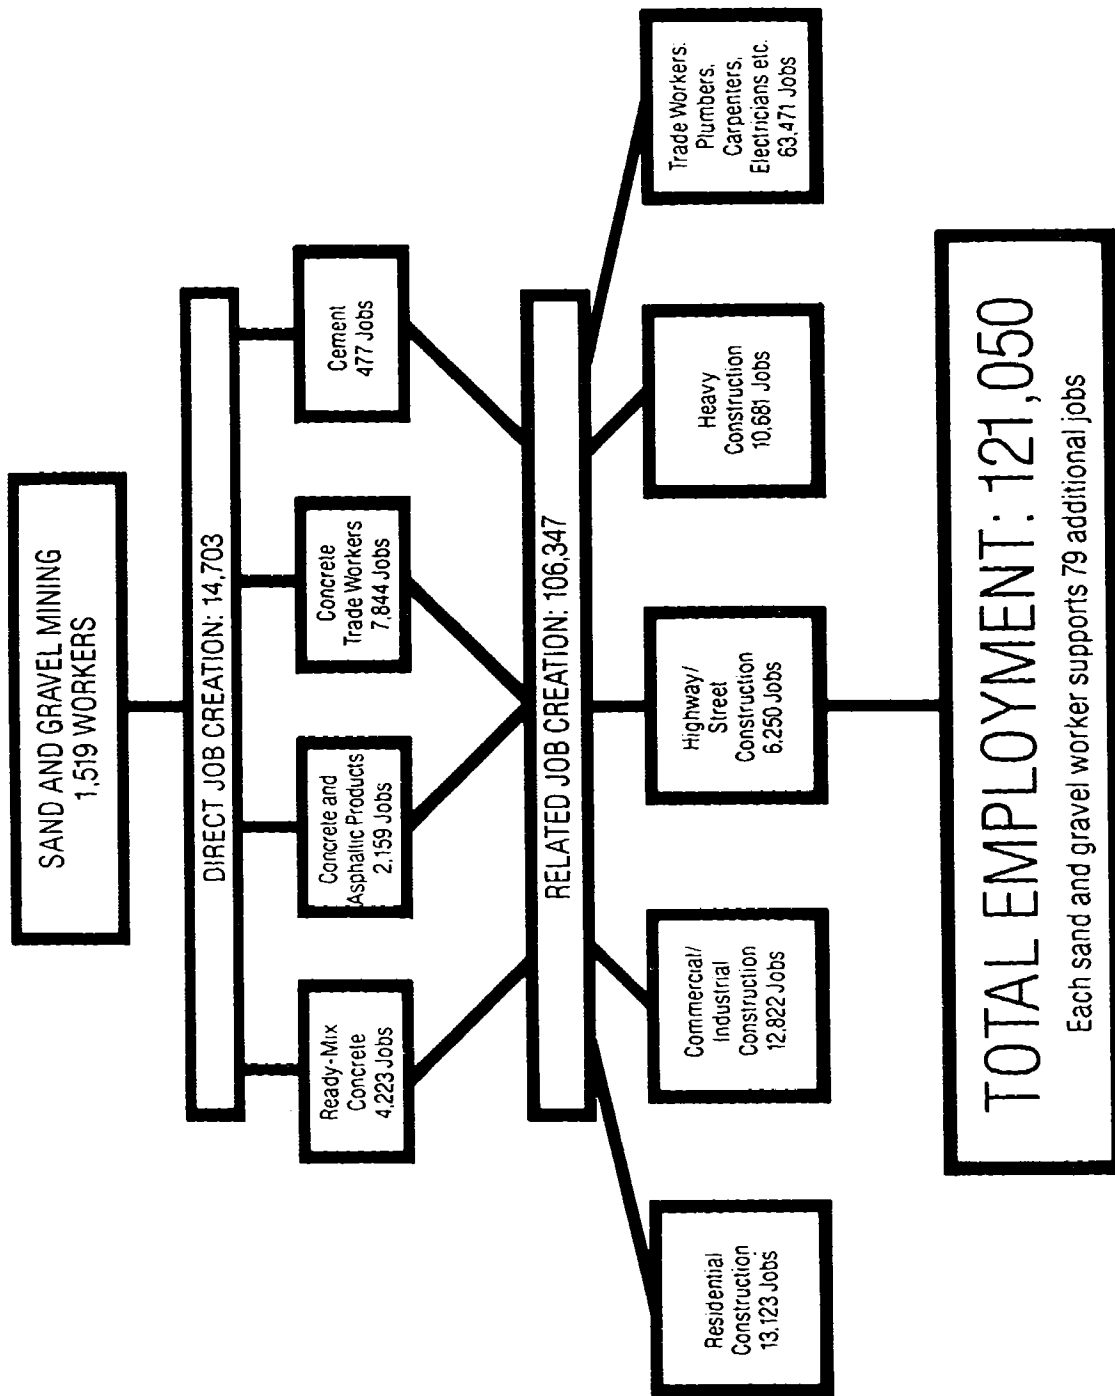 SAND AND GRAVEL MINING
1,519 WORKERS
DIRECT JOB CREATION: 14,703
Ready-Mix
Concrete
4,223 Jobs
Concrete and
Asphaltic Products
2,159 Jobs
Concrete
Trade Workers
7,844 Jobs
Cement
477 Jobs
RELATED JOB CREATION: 106,347
Residential
Construction
13,123 Jobs
Commercial/
Industrial
Construction
12,822 Jobs
Highway/
Street
Construction
6,250 Jobs
Heavy
Construction
10,681 Jobs
Trade Workers:
Plumbers,
Carpenters,
Electricians etc.
63,471 Jobs
TOTAL EMPLOYMENT: 121,050
Each sand and gravel worker supports 79 additional jobs